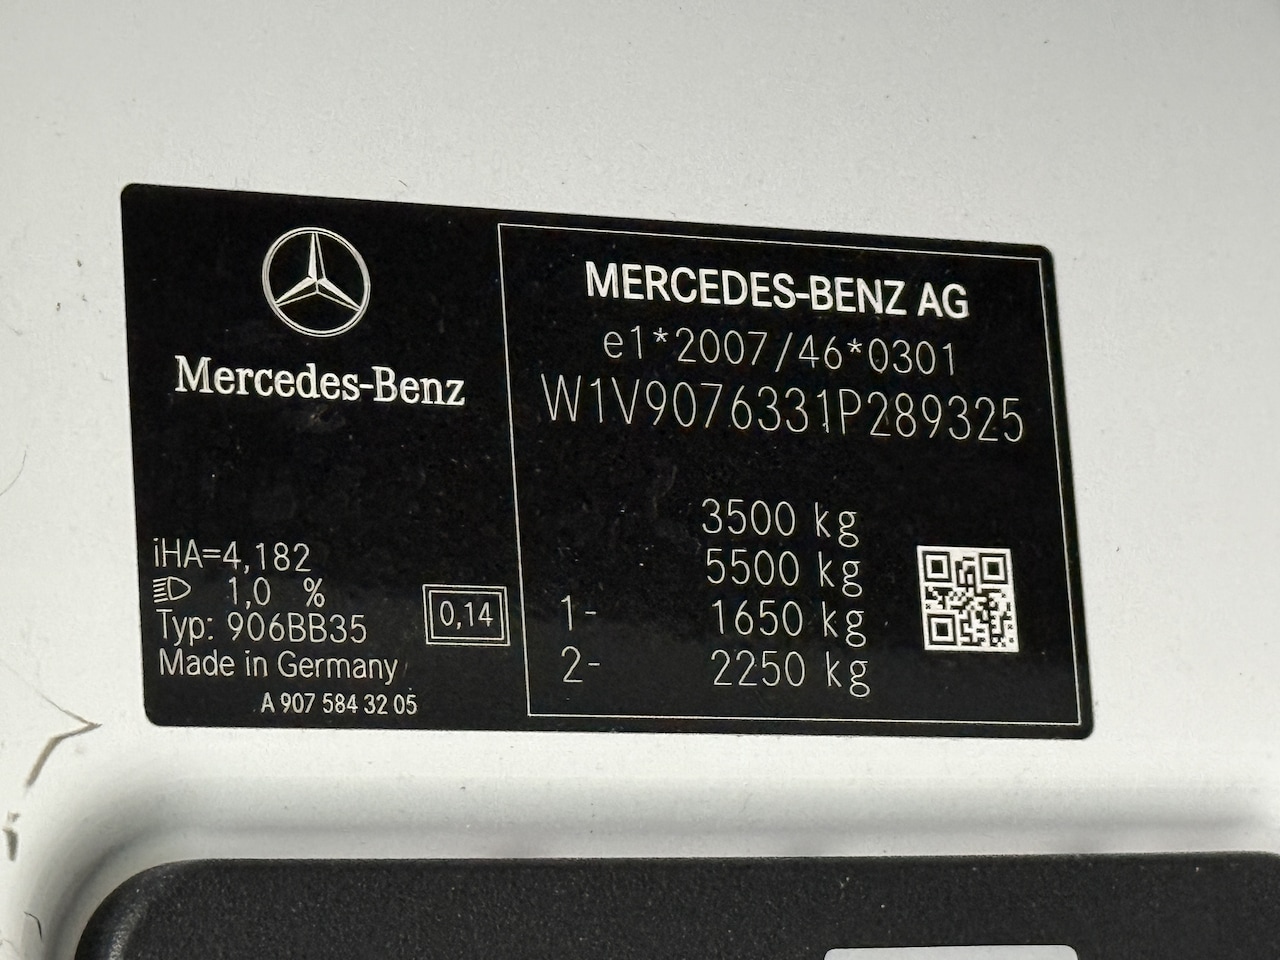 Mercedes-Benz
iHA=4,182
1,0 %
Typ: 906BB35
Made in Germany
A 907 584 32 05
0,14
MERCEDES-BENZ AG
e1*2007/46*0301
W1V9076331P289325
3500 kg
5500 kg
1- 1650 kg
2- 2250 kg